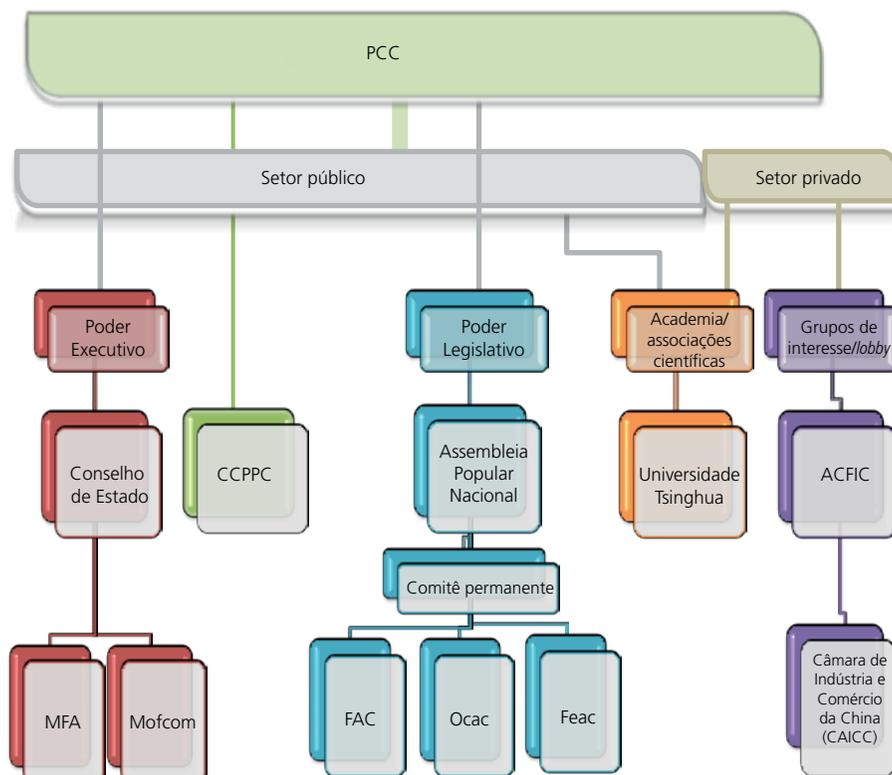 PCC
Setor público
Setor privado
Poder
Executivo
Poder
Legislativo
Academia/
associações
científicas
Grupos de
interesse/lobby
Conselho
de Estado
CCPPC
Assembleia
Popular
Nacional
Universidade
Tsinghua
ACFIC
Comitê permanente
MFA
Mofcom
FAC
Ocac
Feac
Câmara de
Indústria e
Comércio
da China
(CAICC)